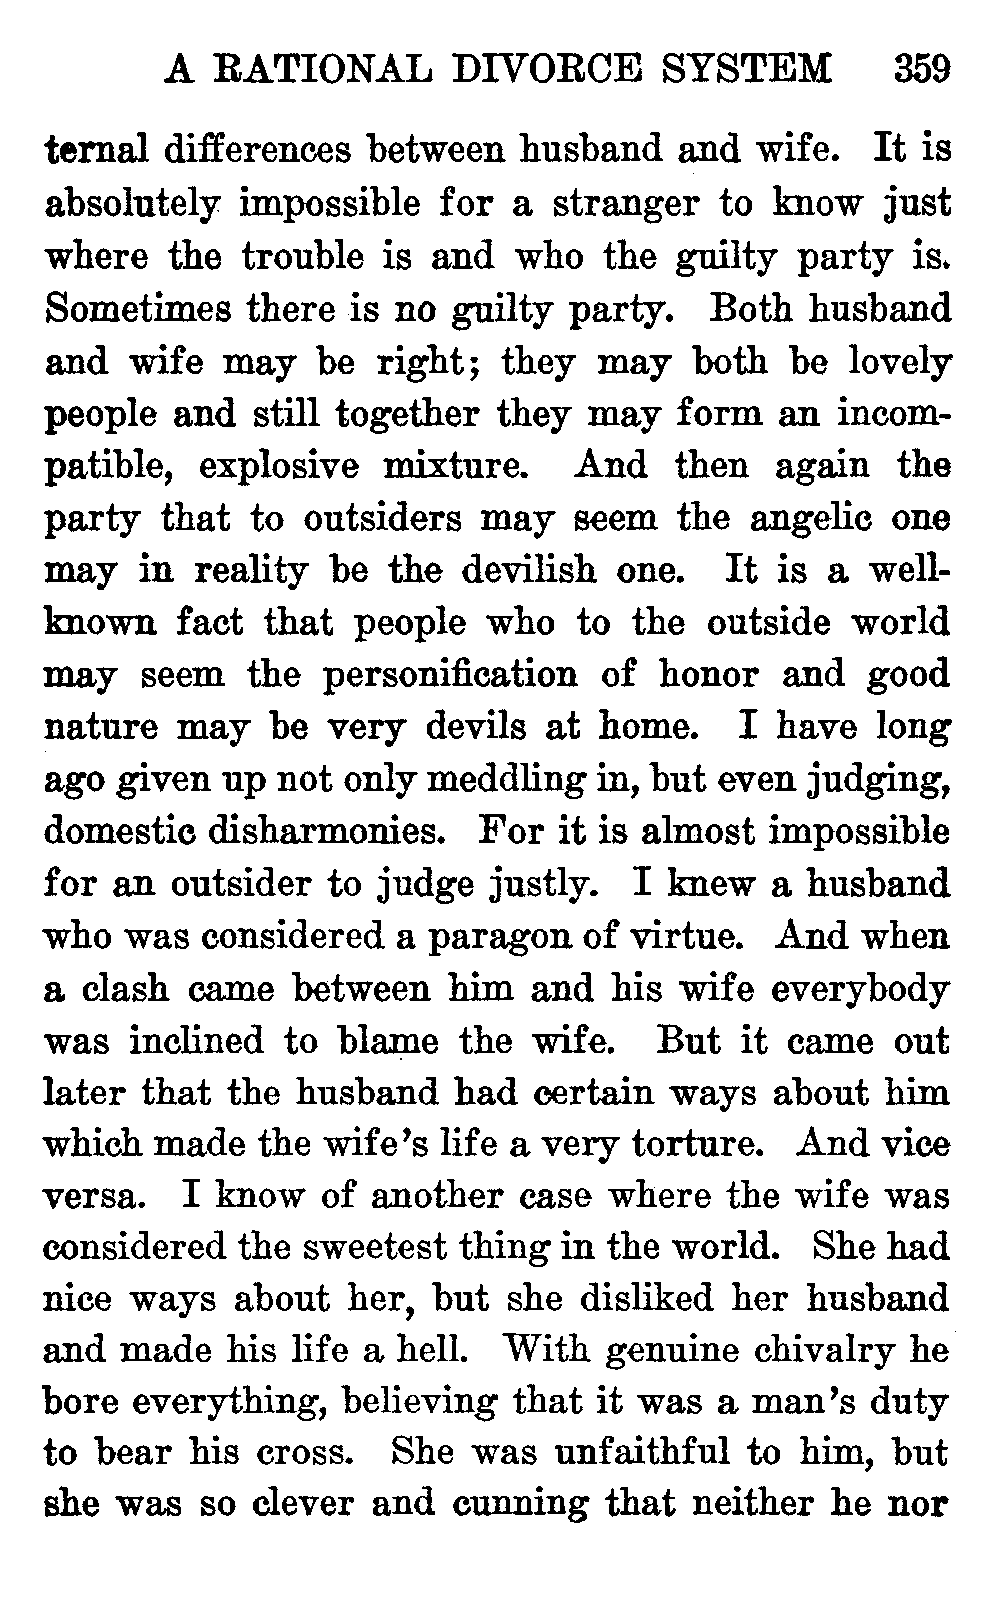 A RATIONAL DIVORCE SYSTEM 359
ternal differences between husband and wife. It is
absolutely impossible for a stranger to know just
where the trouble is and who the guilty party is.
Sometimes there is no guilty party. Both husband
and wife may be right; they may both be lovely
people and still together they may form an incom-
patible, explosive mixture. And then again the
party that to outsiders may seem the angelic one
may in reality be the devilish one. It is a well-
known fact that people who to the outside world
may seem the personification of honor and good
nature may be very devils at home. I have long
ago given up not only meddling in, but even judging,
domestic disharmonies. For it is almost impossible
for an outsider to judge justly. I knew a husband
who was considered a paragon of virtue. And when
a clash came between him and his wife everybody
was inclined to blame the wife. But it came out
later that the husband had certain ways about him
which made the wife's life a very torture. And vice
versa. I know of another case where the wife was
considered the sweetest thing in the world. She had
nice ways about her, but she disliked her husband
and made his life a hell. With genuine chivalry he
bore everything, believing that it was a man's duty
to bear his cross. She was unfaithful to him, but
she was so clever and cunning that neither he nor